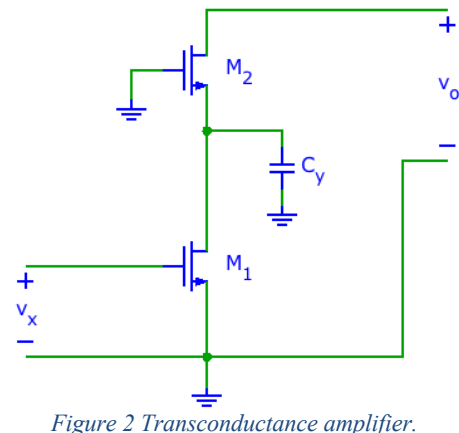 +
M2
vo
−
Cy
M1
+
vx
−
Figure 2 Transconductance amplifier.